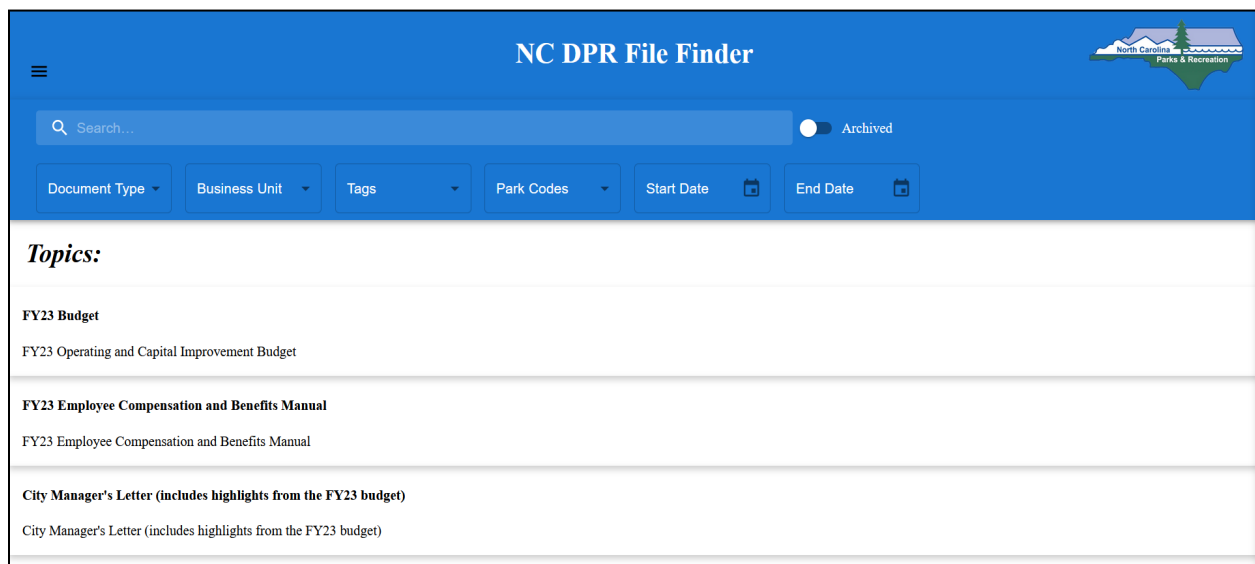 NC DPR File Finder
North Carolina
Parks & Recreation
Search...
Archived
Document Type
Business Unit
Tags
Park Codes
Start Date
End Date
Topics:
FY23 Budget
FY23 Operating and Capital Improvement Budget
FY23 Employee Compensation and Benefits Manual
FY23 Employee Compensation and Benefits Manual
City Manager's Letter (includes highlights from the FY23 budget)
City Manager's Letter (includes highlights from the FY23 budget)